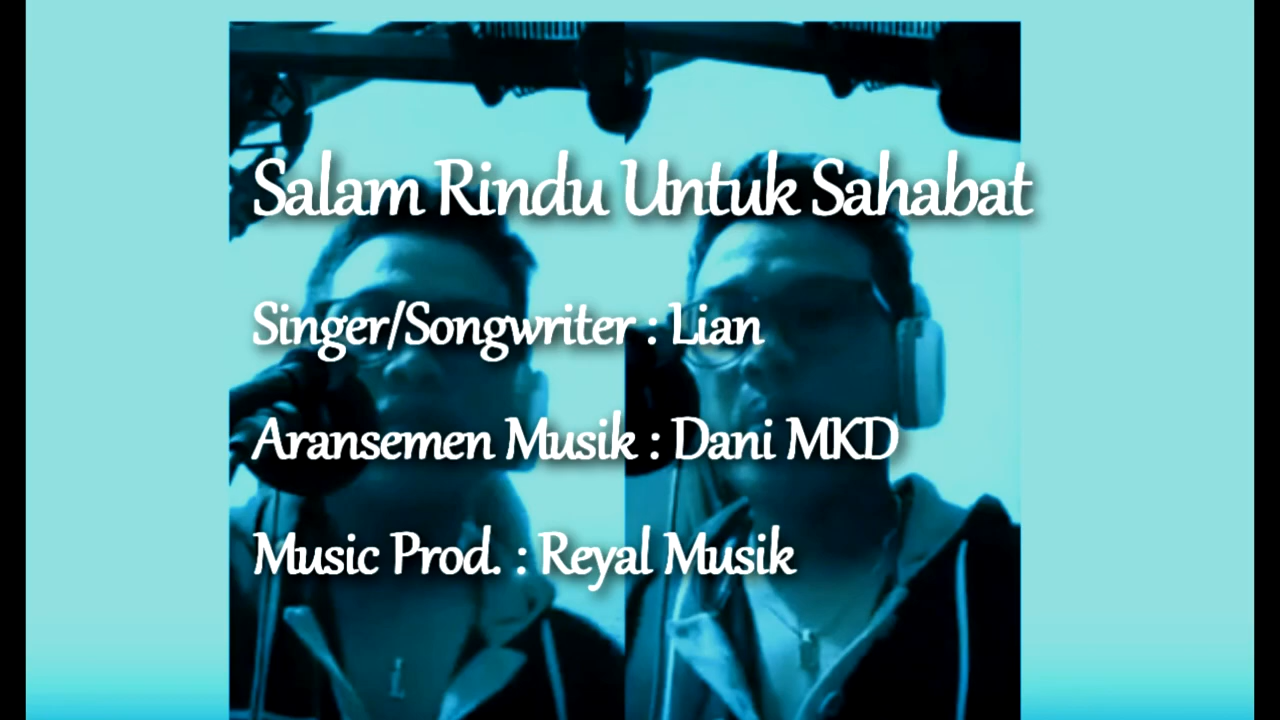 Salam Rindu Untuk Sahabat
Singer/Songwriter : Lian
Aransemen Musik : Dani MKD
Music Prod. : Reyal Musik